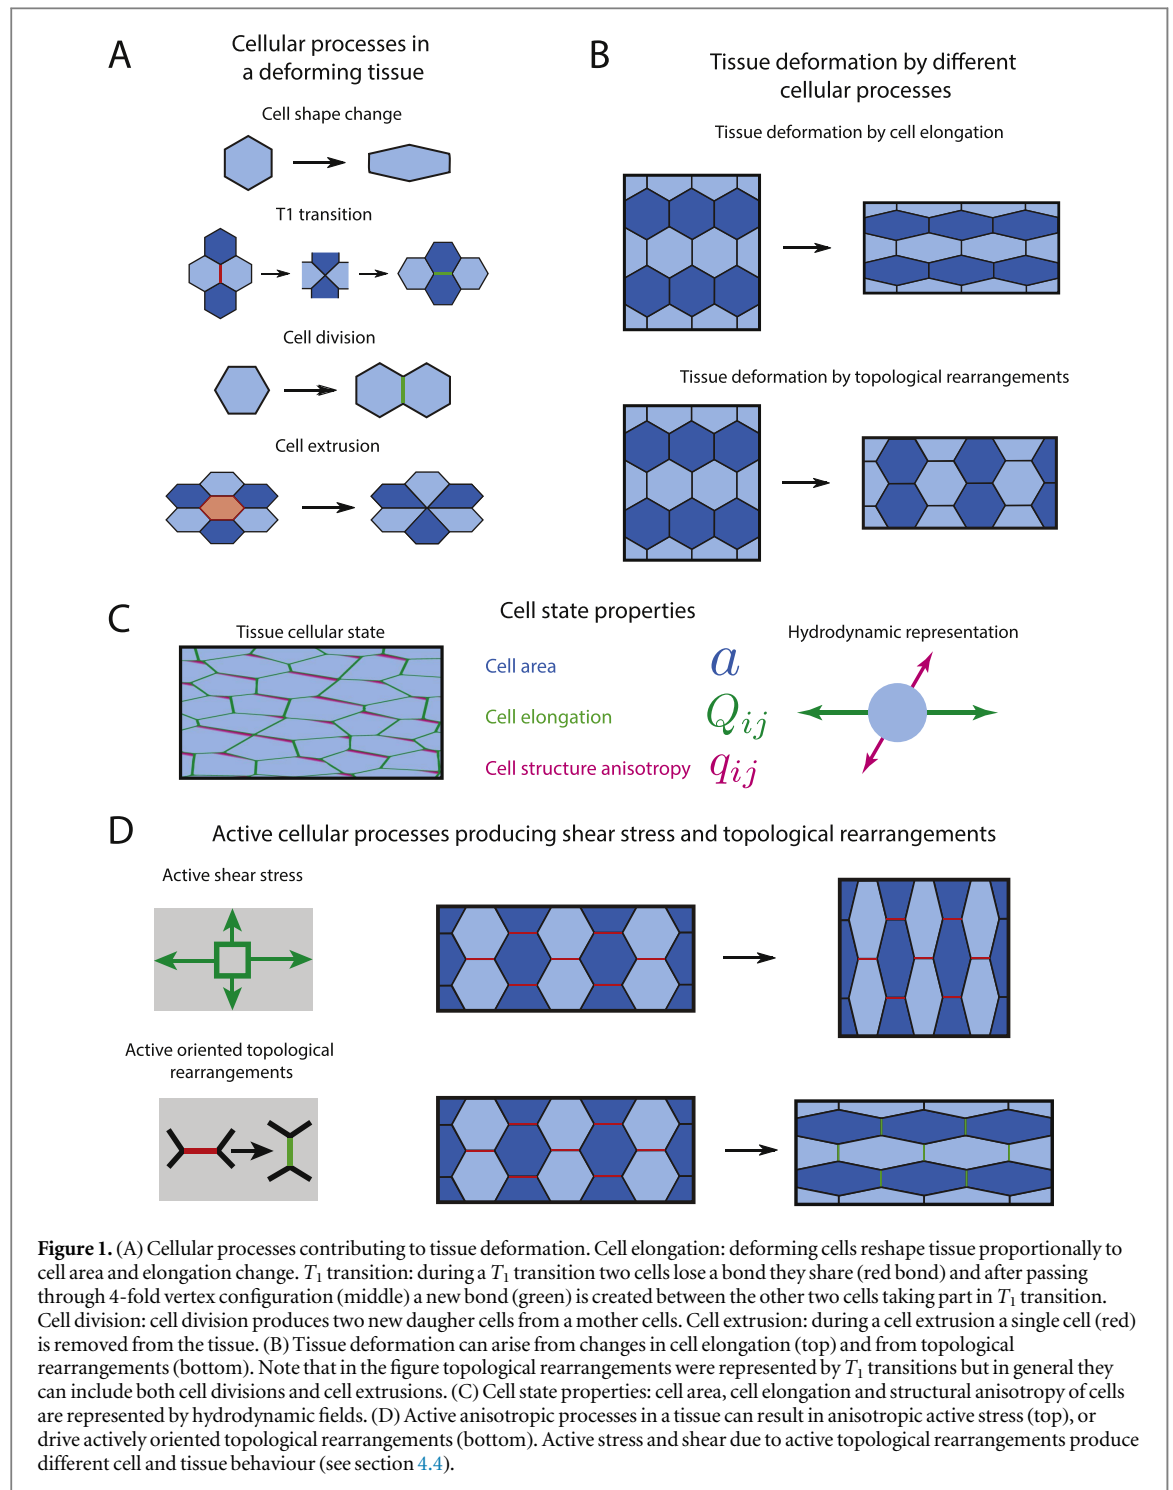 A
Cellular processes in
a deforming tissue
Cell shape change
T1 transition
Cell division
Cell extrusion
B
Tissue deformation by different
cellular processes
Tissue deformation by cell elongation
Tissue deformation by topological rearrangements
C
Cell state properties
Tissue cellular state
Cell area
a
Cell elongation
Q_{ij}
Cell structure anisotropy
q_{ij}
Hydrodynamic representation
D
Active cellular processes producing shear stress and topological rearrangements
Active shear stress
Active oriented topological
rearrangements
Figure 1. (A) Cellular processes contributing to tissue deformation. Cell elongation: deforming cells reshape tissue proportionally to
cell area and elongation change. T₁ transition: during a T₁ transition two cells lose a bond they share (red bond) and after passing
through 4-fold vertex configuration (middle) a new bond (green) is created between the other two cells taking part in T₁ transition.
Cell division: cell division produces two new daugher cells from a mother cells. Cell extrusion: during a cell extrusion a single cell (red)
is removed from the tissue. (B) Tissue deformation can arise from changes in cell elongation (top) and from topological
rearrangements (bottom). Note that in the figure topological rearrangements were represented by T₁ transitions but in general they
can include both cell divisions and cell extrusions. (C) Cell state properties: cell area, cell elongation and structural anisotropy of cells
are represented by hydrodynamic fields. (D) Active anisotropic processes in a tissue can result in anisotropic active stress (top), or
drive actively oriented topological rearrangements (bottom). Active stress and shear due to active topological rearrangements produce
different cell and tissue behaviour (see section 4.4).